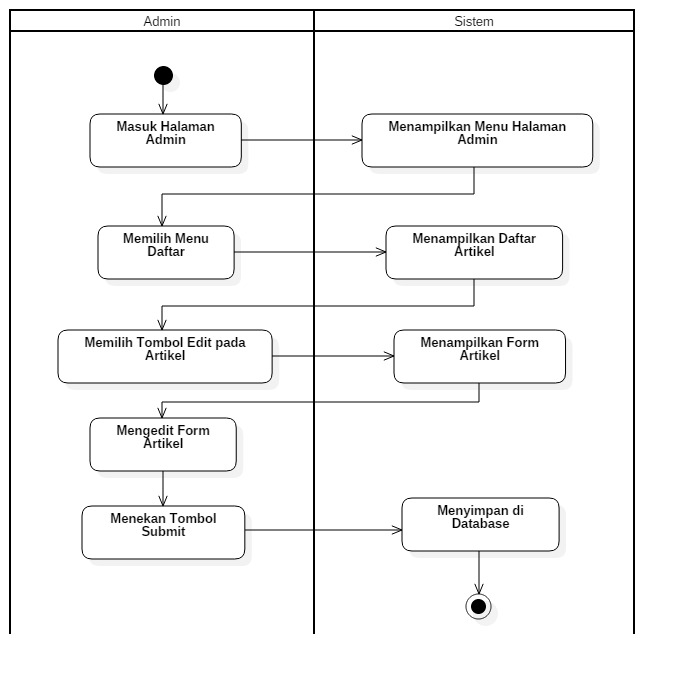 Admin
Sistem
Masuk Halaman
Admin
Menampilkan Menu Halaman
Admin
Memilih Menu
Daftar
Menampilkan Daftar
Artikel
Memilih Tombol Edit pada
Artikel
Menampilkan Form
Artikel
Mengedit Form
Artikel
Menekan Tombol
Submit
Menyimpan di
Database